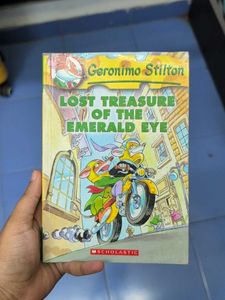 Geronimo Stilton
LOST TREASURE
OF THE
EMERALD EYE
SCHOLASTIC